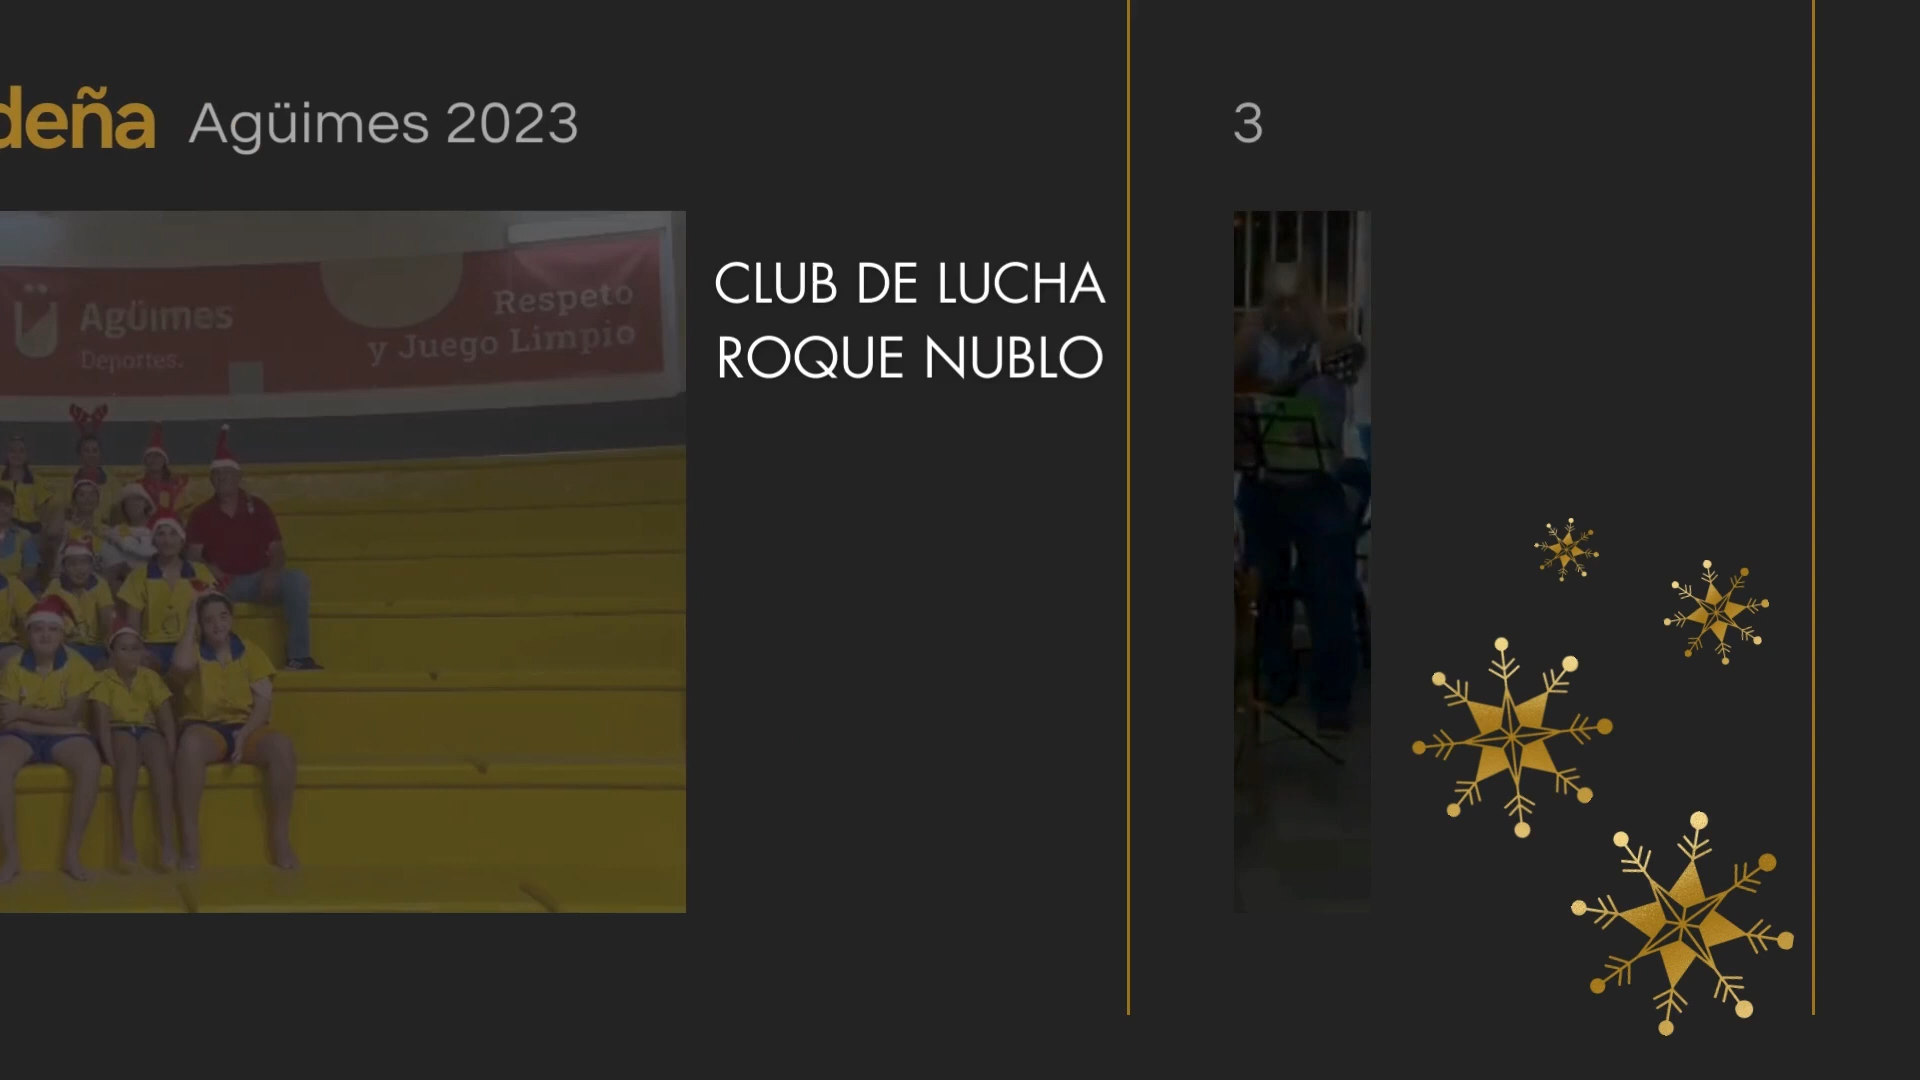 deña Agüimes 2023
3
Agüimes
Deportes.
Respeto
y Juego Limpio
CLUB DE LUCHA
ROQUE NUBLO